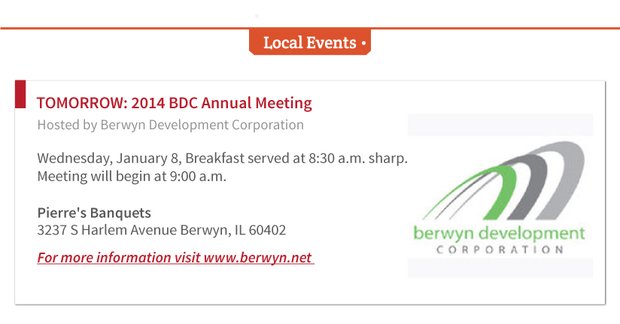 Local Events •
TOMORROW: 2014 BDC Annual Meeting
Hosted by Berwyn Development Corporation
Wednesday, January 8, Breakfast served at 8:30 a.m. sharp.
Meeting will begin at 9:00 a.m.
Pierre's Banquets
3237 S Harlem Avenue Berwyn, IL 60402
For more information visit www.berwyn.net
berwyn development
CORPORATION